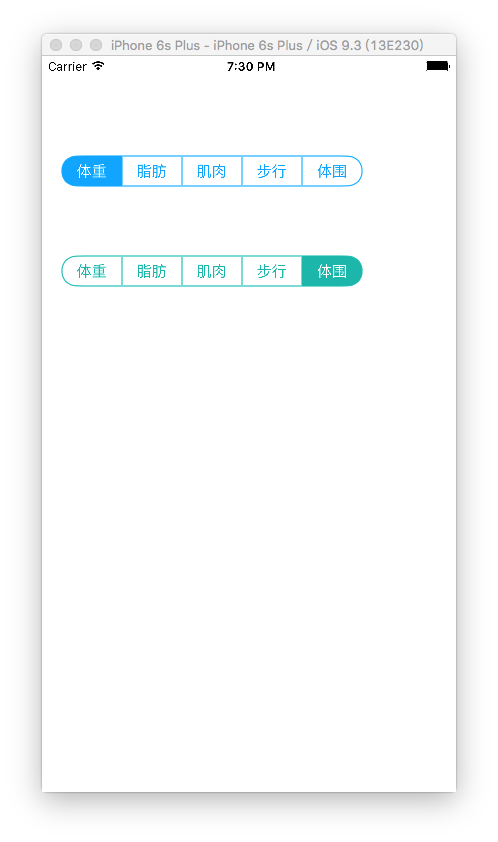 iPhone 6s Plus - iPhone 6s Plus / iOS 9.3 (13E230)
Carrier 7:30 PM
体重 脂肪 肌肉 步行 体围
体重 脂肪 肌肉 步行 体围